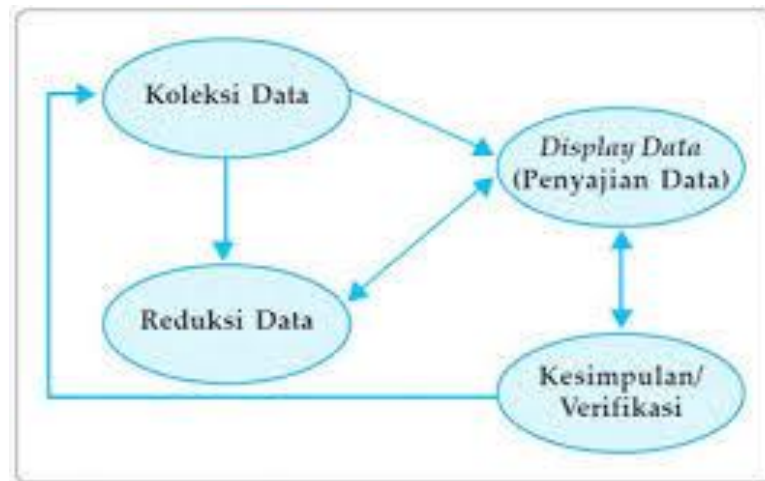 Koleksi Data
Display Data
(Penyajian Data)
Reduksi Data
Kesimpulan/
Verifikasi